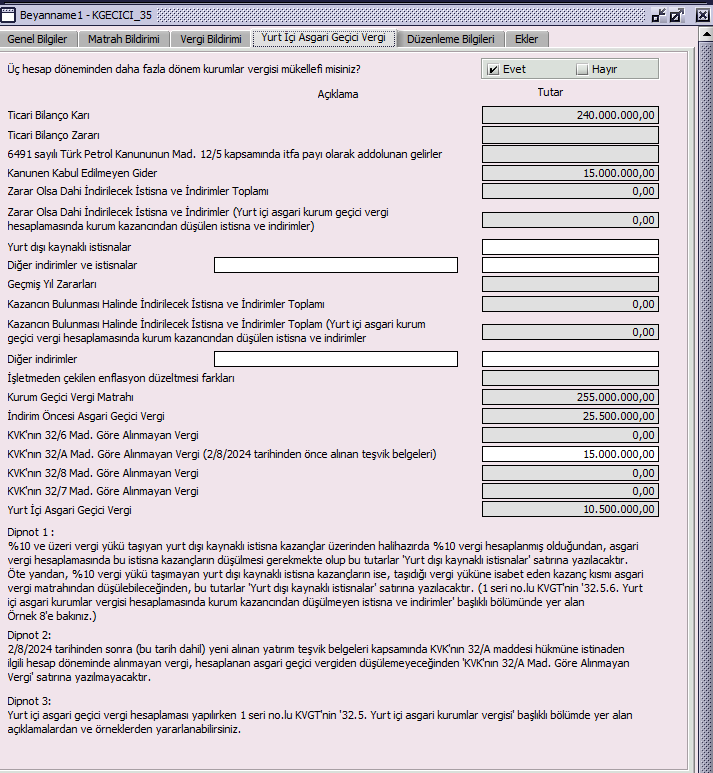 Beyanname1 - KGECICI_35
Genel Bilgiler Matrah Bildirimi Vergi Bildirimi Yurt İçi Asgari Geçici Vergi Düzenleme Bilgileri Ekler
Üç hesap döneminden daha fazla dönem kurumlar vergisi mükellefi misiniz? Evet Hayır
Açıklama Tutar
Ticari Bilanço Karı 240.000.000,00
Ticari Bilanço Zararı
6491 sayılı Türk Petrol Kanununun Mad. 12/5 kapsamında itfa payı olarak addolunan gelirler
Kanunen Kabul Edilmeyen Gider 15.000.000,00
Zarar Olsa Dahi İndirilecek İstisna ve İndirimler Toplamı 0,00
Zarar Olsa Dahi İndirilecek İstisna ve İndirimler (Yurt içi asgari kurum geçici vergi
hesaplamasında kurum kazancından düşülen istisna ve indirimler) 0,00
Yurt dışı kaynaklı istisnalar
Diğer indirimler ve istisnalar
Geçmiş Yıl Zararları
Kazancın Bulunması Halinde İndirilecek İstisna ve İndirimler Toplamı 0,00
Kazancın Bulunması Halinde İndirilecek İstisna ve İndirimler Toplam (Yurt içi asgari kurum
geçici vergi hesaplamasında kurum kazancından düşülen istisna ve indirimler 0,00
Diğer indirimler
İşletmeden çekilen enflasyon düzeltmesi farkları
Kurum Geçici Vergi Matrahı 255.000.000,00
İndirim Öncesi Asgari Geçici Vergi 25.500.000,00
KVK'nın 32/6 Mad. Göre Alınmayan Vergi 0,00
KVK'nın 32/A Mad. Göre Alınmayan Vergi (2/8/2024 tarihinden önce alınan teşvik belgeleri) 15.000.000,00
KVK'nın 32/8 Mad. Göre Alınmayan Vergi 0,00
KVK'nın 32/7 Mad. Göre Alınmayan Vergi 0,00
Yurt İçi Asgari Geçici Vergi 10.500.000,00
Dipnot 1 :
%10 ve üzeri vergi yükü taşıyan yurt dışı kaynaklı istisna kazançlar üzerinden halihazırda %10 vergi hesaplanmış olduğundan, asgari
vergi hesaplamasında bu istisna kazançların düşülmesi gerekmekte olup bu tutarlar 'Yurt dışı kaynaklı istisnalar' satırına yazılacaktır.
Öte yandan, %10 vergi yükü taşımayan yurt dışı kaynaklı istisna kazançların ise, taşıdığı vergi yüküne isabet eden kazanç kısmı asgari
vergi matrahından düşülebileceğinden, bu tutarlar 'Yurt dışı kaynaklı istisnalar' satırına yazılacaktır. (1 seri no.lu KVGT'nin '32.5.6. Yurt
içi asgari kurumlar vergisi hesaplamasında kurum kazancından düşülmeyen istisna ve indirimler' başlıklı bölümünde yer alan
Örnek 8'e bakınız.)
Dipnot 2:
2/8/2024 tarihinden sonra (bu tarih dahil) yeni alınan yatırım teşvik belgeleri kapsamında KVK'nın 32/A maddesi hükmüne istinaden
ilgili hesap döneminde alınmayan vergi, hesaplanan asgari geçici vergiden düşülemeyeceğinden 'KVK'nın 32/A Mad. Göre Alınmayan
Vergi' satırına yazılmayacaktır.
Dipnot 3:
Yurt içi asgari geçici vergi hesaplaması yapılırken 1 seri no.lu KVGT'nin '32.5. Yurt içi asgari kurumlar vergisi' başlıklı bölümde yer alan
açıklamalardan ve örneklerden yararlanabilirsiniz.